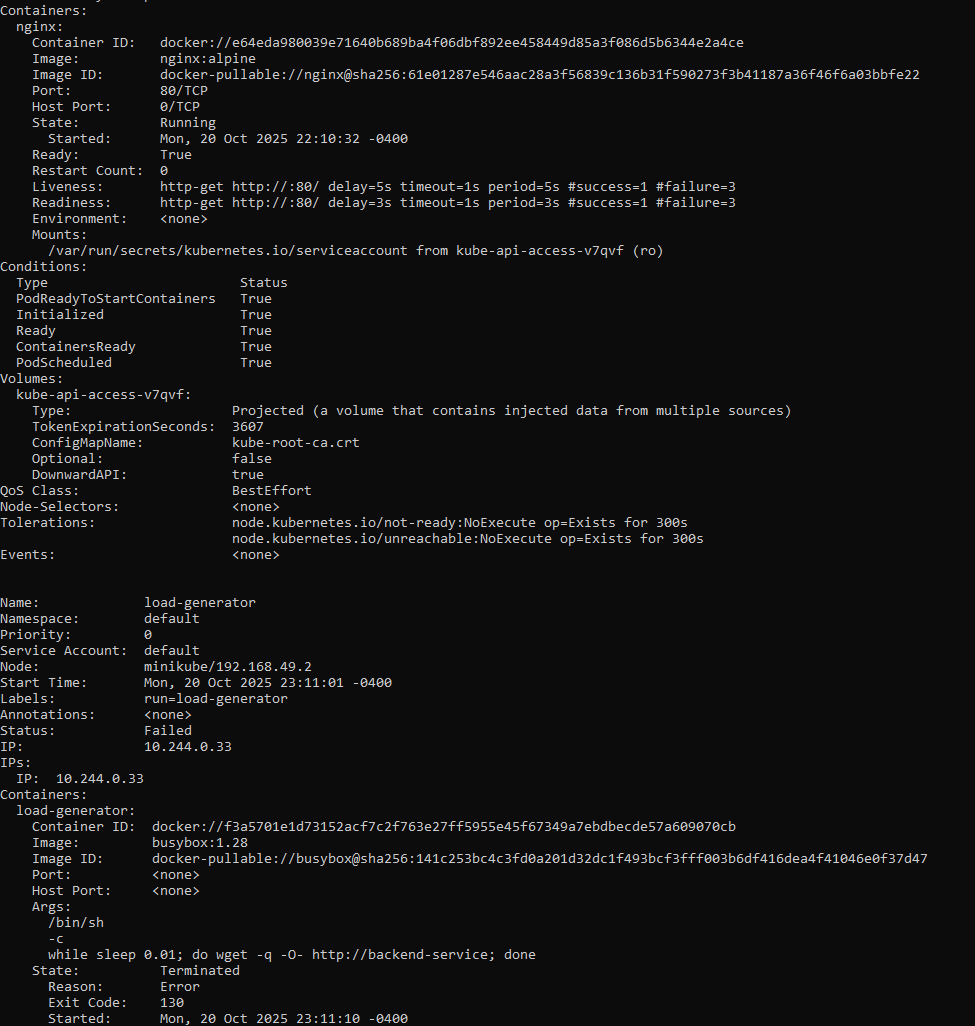 Containers:
  nginx:
    Container ID:   docker://e64eda980039e71640b689ba4f06dbf892ee458449d85a3f086d5b6344e2a4ce
    Image:          nginx:alpine
    Image ID:       docker-pullable://nginx@sha256:61e01287e546aac28a3f56839c136b31f590273f3b41187a36f46f6a03bbfe22
    Port:           80/TCP
    Host Port:      0/TCP
    State:          Running
      Started:      Mon, 20 Oct 2025 22:10:32 -0400
    Ready:          True
    Restart Count:  0
    Liveness:       http-get http://:80/ delay=5s timeout=1s period=5s #success=1 #failure=3
    Readiness:      http-get http://:80/ delay=3s timeout=1s period=3s #success=1 #failure=3
    Environment:    <none>
    Mounts:
      /var/run/secrets/kubernetes.io/serviceaccount from kube-api-access-v7qvf (ro)
Conditions:
  Type                        Status
  PodReadyToStartContainers   True
  Initialized                 True
  Ready                       True
  ContainersReady             True
  PodScheduled                True
Volumes:
  kube-api-access-v7qvf:
    Type:                    Projected (a volume that contains injected data from multiple sources)
    TokenExpirationSeconds:  3607
    ConfigMapName:           kube-root-ca.crt
    Optional:                false
    DownwardAPI:             true
QoS Class:                   BestEffort
Node-Selectors:              <none>
Tolerations:                 node.kubernetes.io/not-ready:NoExecute op=Exists for 300s
                             node.kubernetes.io/unreachable:NoExecute op=Exists for 300s
Events:                      <none>
Name:             load-generator
Namespace:        default
Priority:         0
Service Account:  default
Node:             minikube/192.168.49.2
Start Time:       Mon, 20 Oct 2025 23:11:01 -0400
Labels:           run=load-generator
Annotations:      <none>
Status:           Failed
IP:               10.244.0.33
IPs:
  IP:  10.244.0.33
Containers:
  load-generator:
    Container ID:  docker://f3a5701e1d73152acf7c2f763e27ff5955e45f67349a7ebdbecde57a609070cb
    Image:         busybox:1.28
    Image ID:      docker-pullable://busybox@sha256:141c253bc4c3fd0a201d32dc1f493bcf3fff003b6df416dea4f41046e0f37d47
    Port:          <none>
    Host Port:     <none>
    Args:
      /bin/sh
      -c
      while sleep 0.01; do wget -q -O- http://backend-service; done
    State:          Terminated
      Reason:       Error
      Exit Code:    130
      Started:      Mon, 20 Oct 2025 23:11:10 -0400